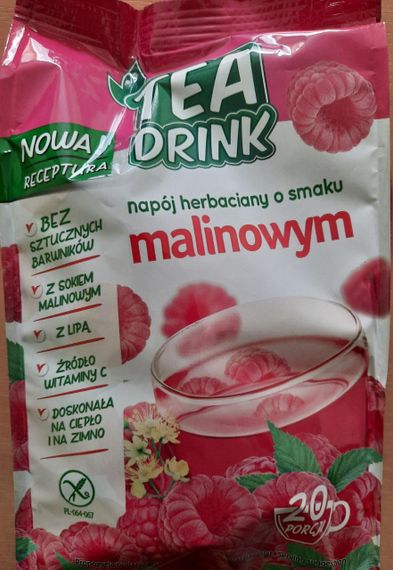 TEA
DRINK
NOWA
RECEPTURA
napój herbaciany o smaku
malinowym
BEZ
SZTUCZNYCH
BARWNIKÓW
Z SOKIEM
MALINOWYM
Z LIPĄ
ŹRÓDŁO
WITAMINY C
DOSKONAŁA
NA CIEPŁO
I NA ZIMNO
PL-064-067
20
PORCJI